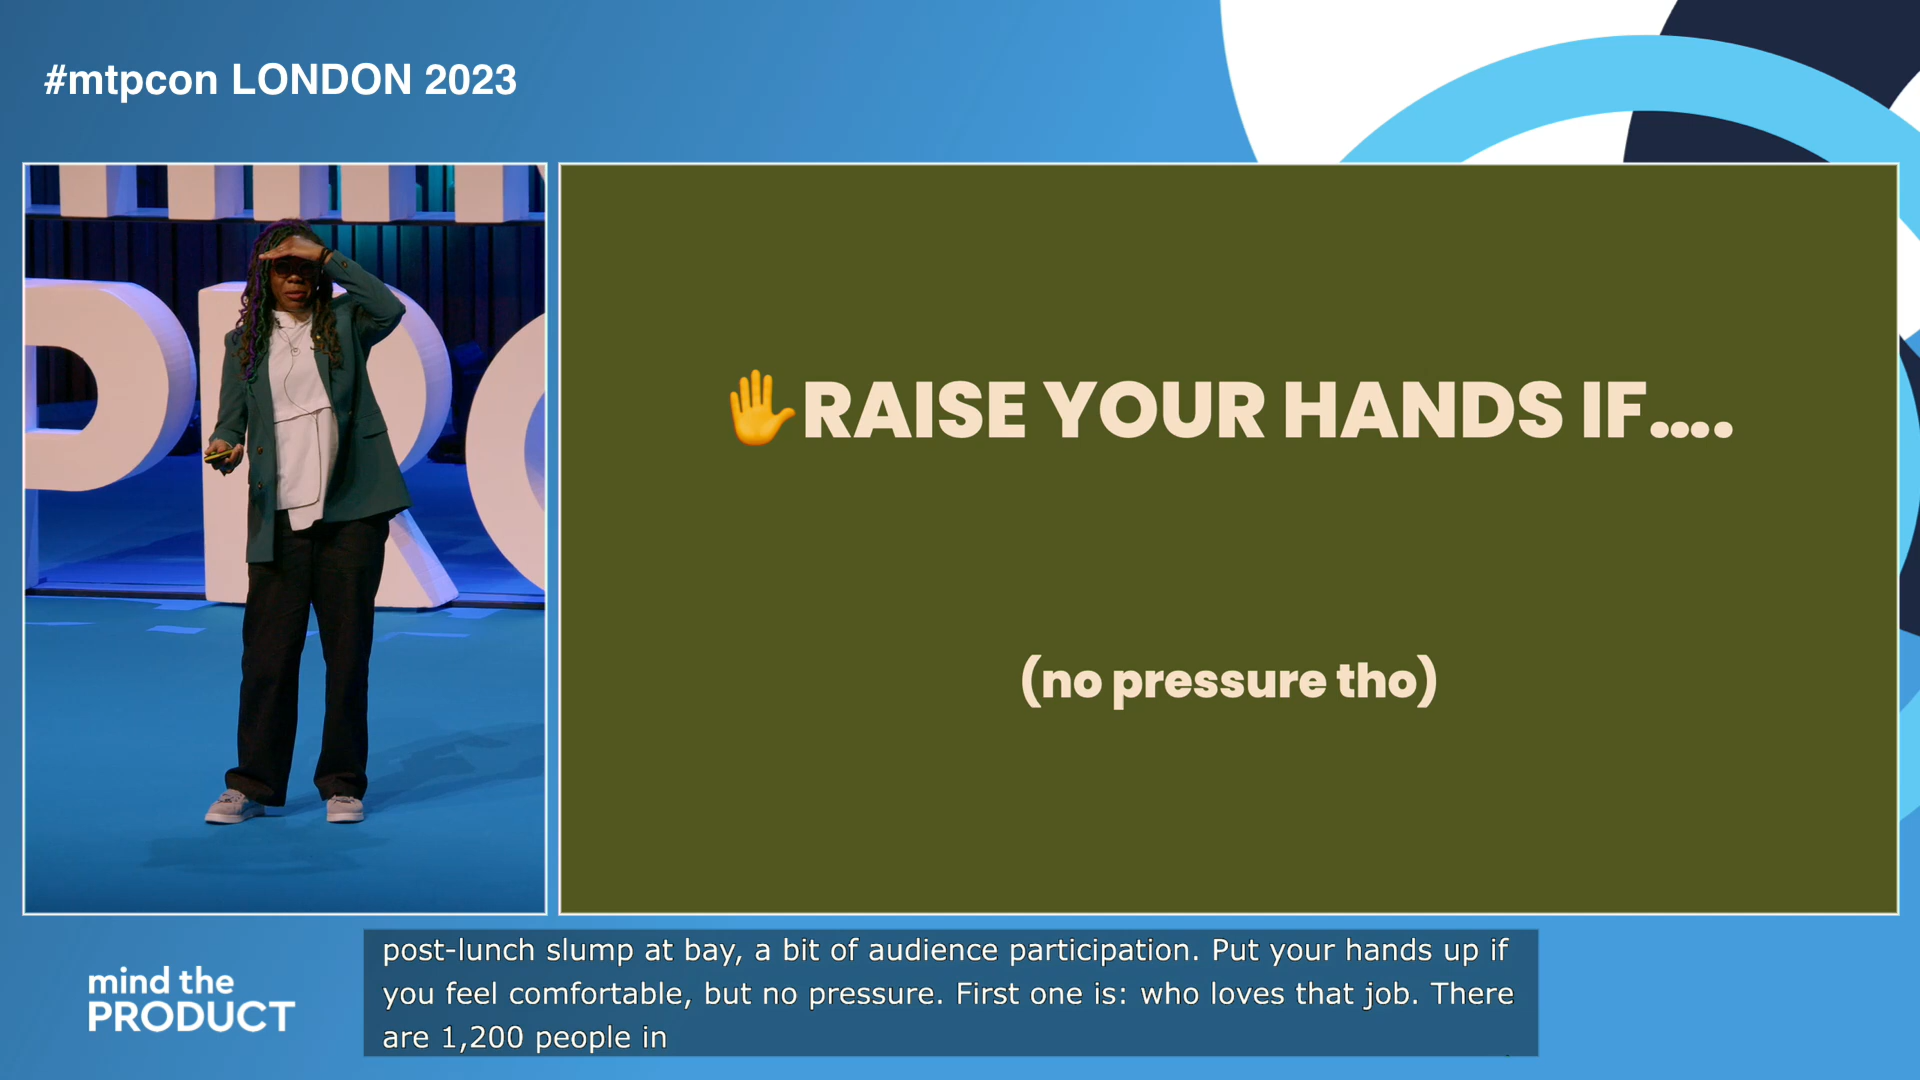 #mtpcon LONDON 2023
PRO
✋RAISE YOUR HANDS IF....
(no pressure tho)
post-lunch slump at bay, a bit of audience participation. Put your hands up if
you feel comfortable, but no pressure. First one is: who loves that job. There
are 1,200 people in
mind the
PRODUCT